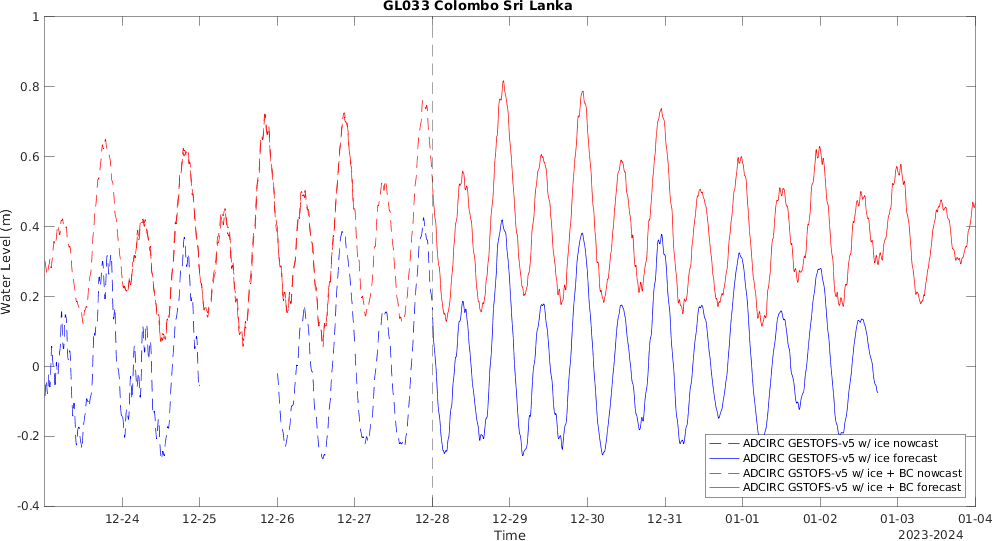 GL033 Colombo Sri Lanka
1
0.8
0.6
0.4
0.2
0
-0.2
-0.4
Water Level (m)
ADCIRC GESTOFS-v5 w/ ice nowcast
ADCIRC GESTOFS-v5 w/ ice forecast
ADCIRC GSTOFS-v5 w/ ice + BC nowcast
ADCIRC GSTOFS-v5 w/ ice + BC forecast
12-24 12-25 12-26 12-27 12-28 12-29 12-30 12-31 01-01 01-02 01-03 01-04
Time
2023-2024